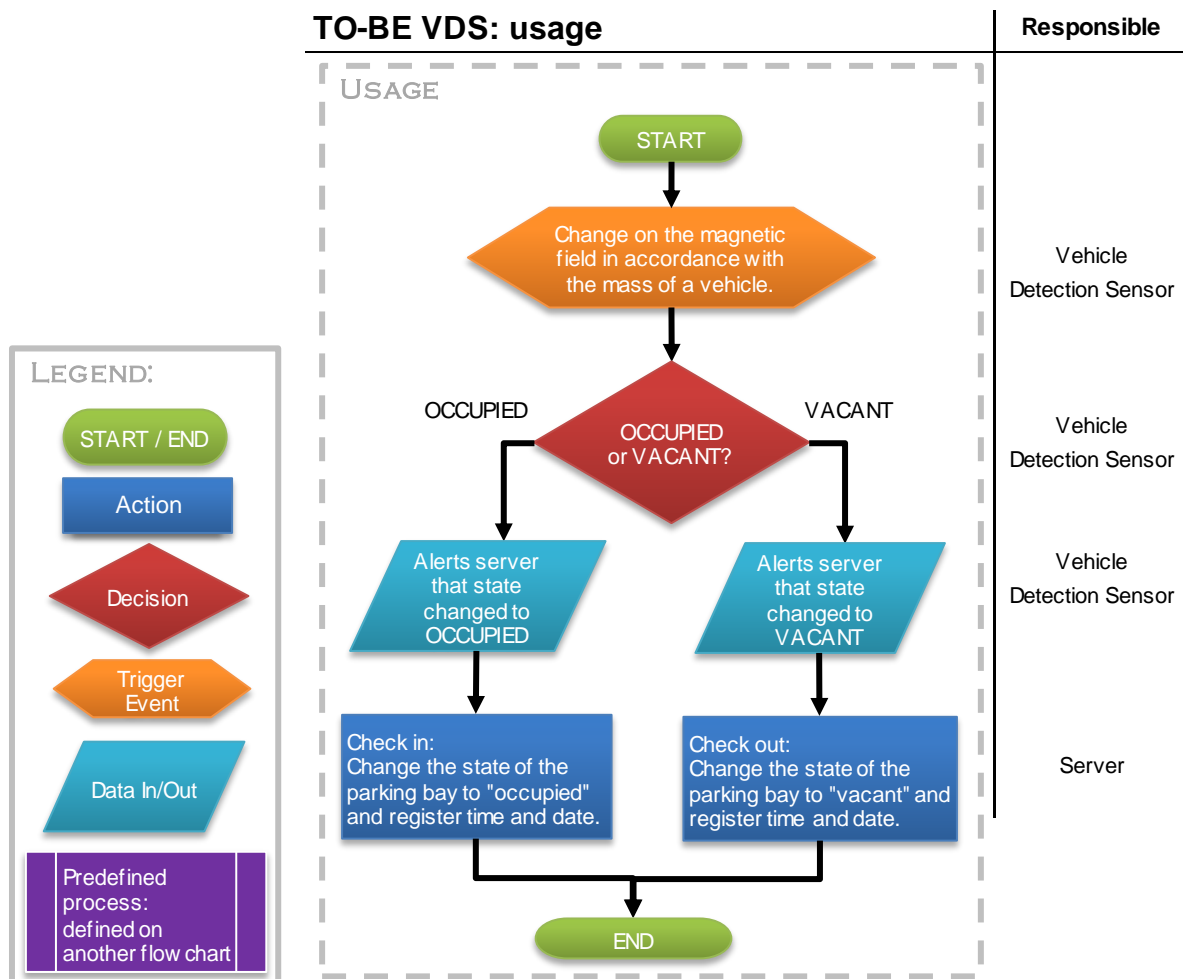 TO-BE VDS: usage
Responsible
USAGE
START
Change on the magnetic
field in accordance with
the mass of a vehicle.
Vehicle
Detection Sensor
OCCUPIED
VACANT
OCCUPIED
or VACANT?
Vehicle
Detection Sensor
Alerts server
that state
changed to
OCCUPIED
Alerts server
that state
changed to
VACANT
Vehicle
Detection Sensor
Check in:
Change the state of the
parking bay to "occupied"
and register time and date.
Check out:
Change the state of the
parking bay to "vacant" and
register time and date.
Server
END
LEGEND:
START / END
Action
Decision
Trigger
Event
Data In/Out
Predefined
process:
defined on
another flow chart